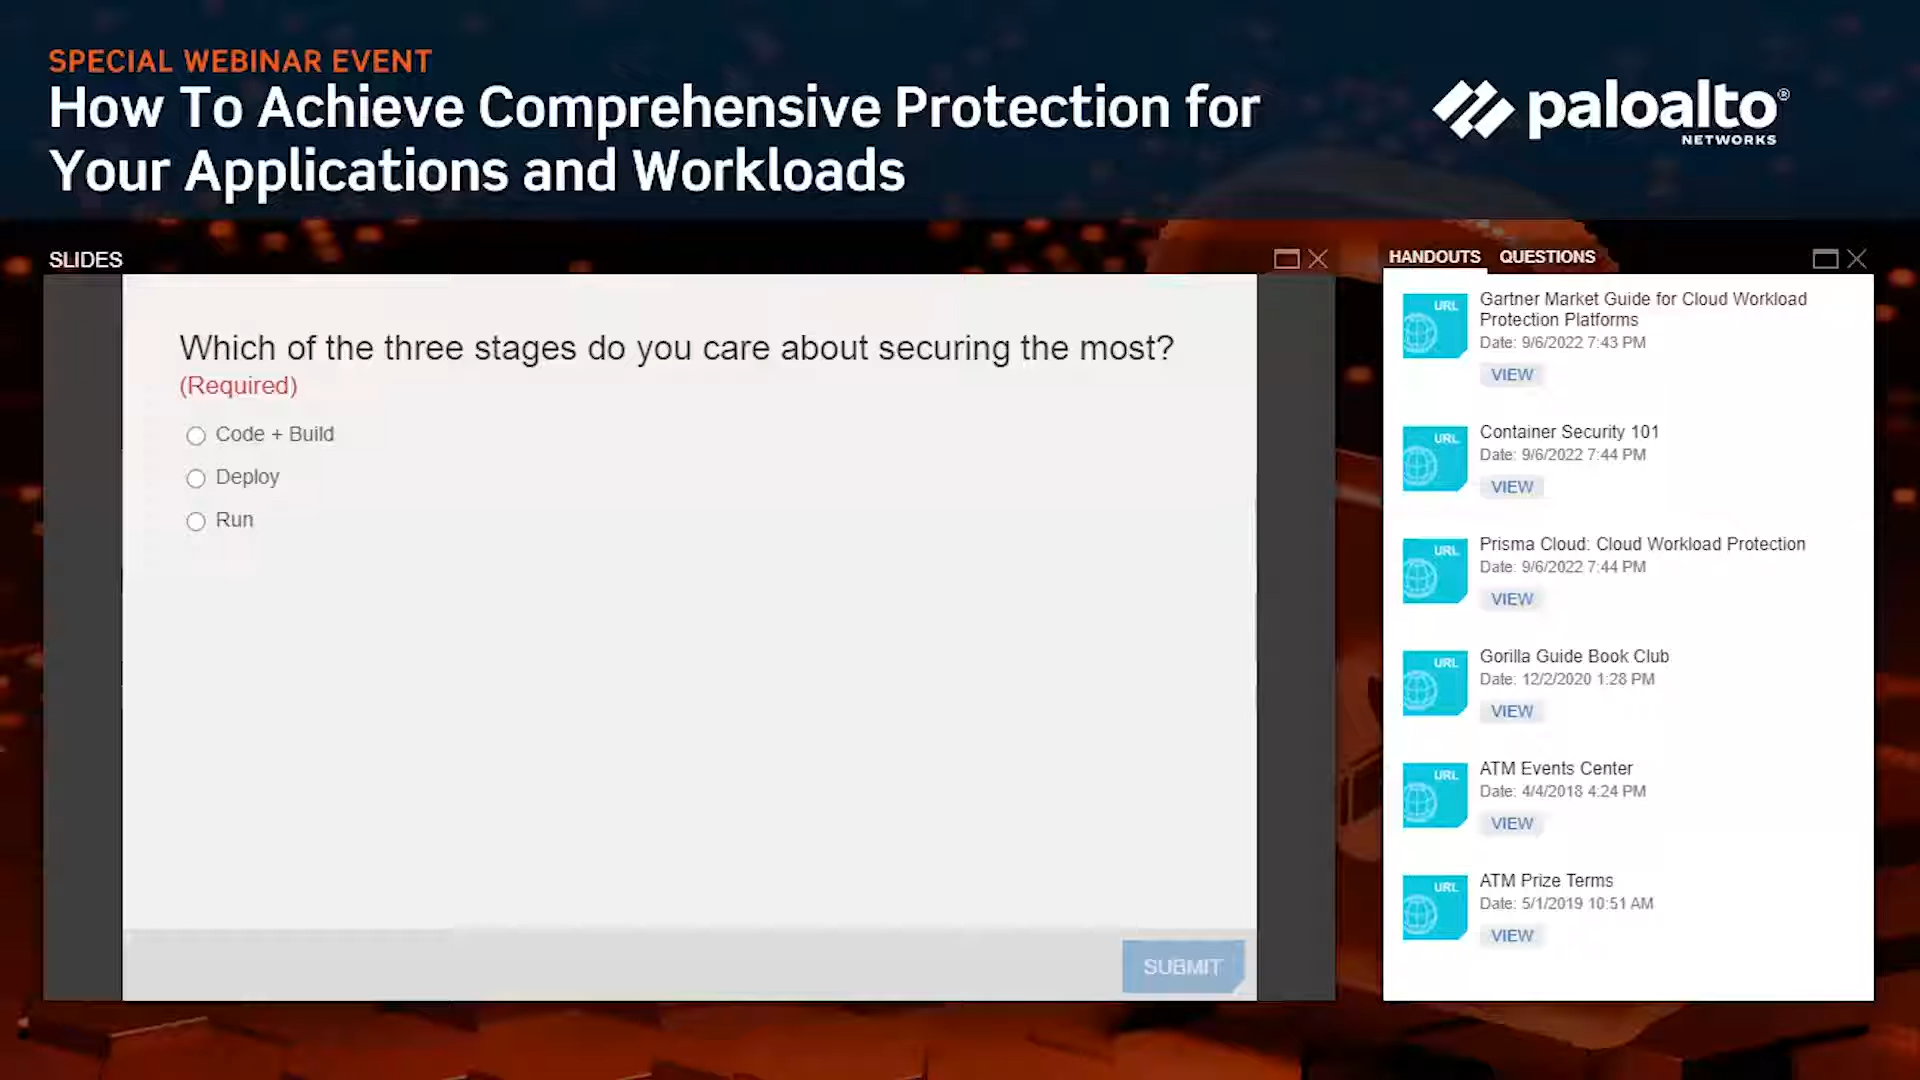 SPECIAL WEBINAR EVENT
How To Achieve Comprehensive Protection for
Your Applications and Workloads
paloalto®
NETWORKS
SLIDES
Which of the three stages do you care about securing the most?
(Required)
Code + Build
Deploy
Run
SUBMIT
HANDOUTS QUESTIONS
URL
Gartner Market Guide for Cloud Workload
Protection Platforms
Date: 9/6/2022 7:43 PM
VIEW
URL
Container Security 101
Date: 9/6/2022 7:44 PM
VIEW
URL
Prisma Cloud: Cloud Workload Protection
Date: 9/6/2022 7:44 PM
VIEW
URL
Gorilla Guide Book Club
Date: 12/2/2020 1:28 PM
VIEW
URL
ATM Events Center
Date: 4/4/2018 4:24 PM
VIEW
URL
ATM Prize Terms
Date: 5/1/2019 10:51 AM
VIEW